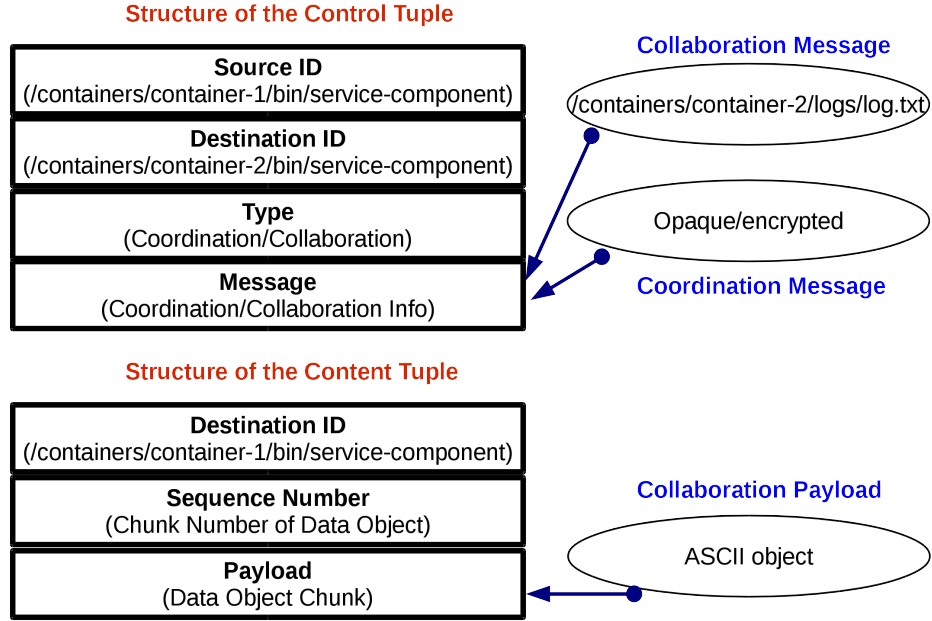 Structure of the Control Tuple
Source ID
(/containers/container-1/bin/service-component)
Destination ID
(/containers/container-2/bin/service-component)
Type
(Coordination/Collaboration)
Message
(Coordination/Collaboration Info)
Collaboration Message
/containers/container-2/logs/log.txt
Opaque/encrypted
Coordination Message
Structure of the Content Tuple
Destination ID
(/containers/container-1/bin/service-component)
Sequence Number
(Chunk Number of Data Object)
Payload
(Data Object Chunk)
Collaboration Payload
ASCII object